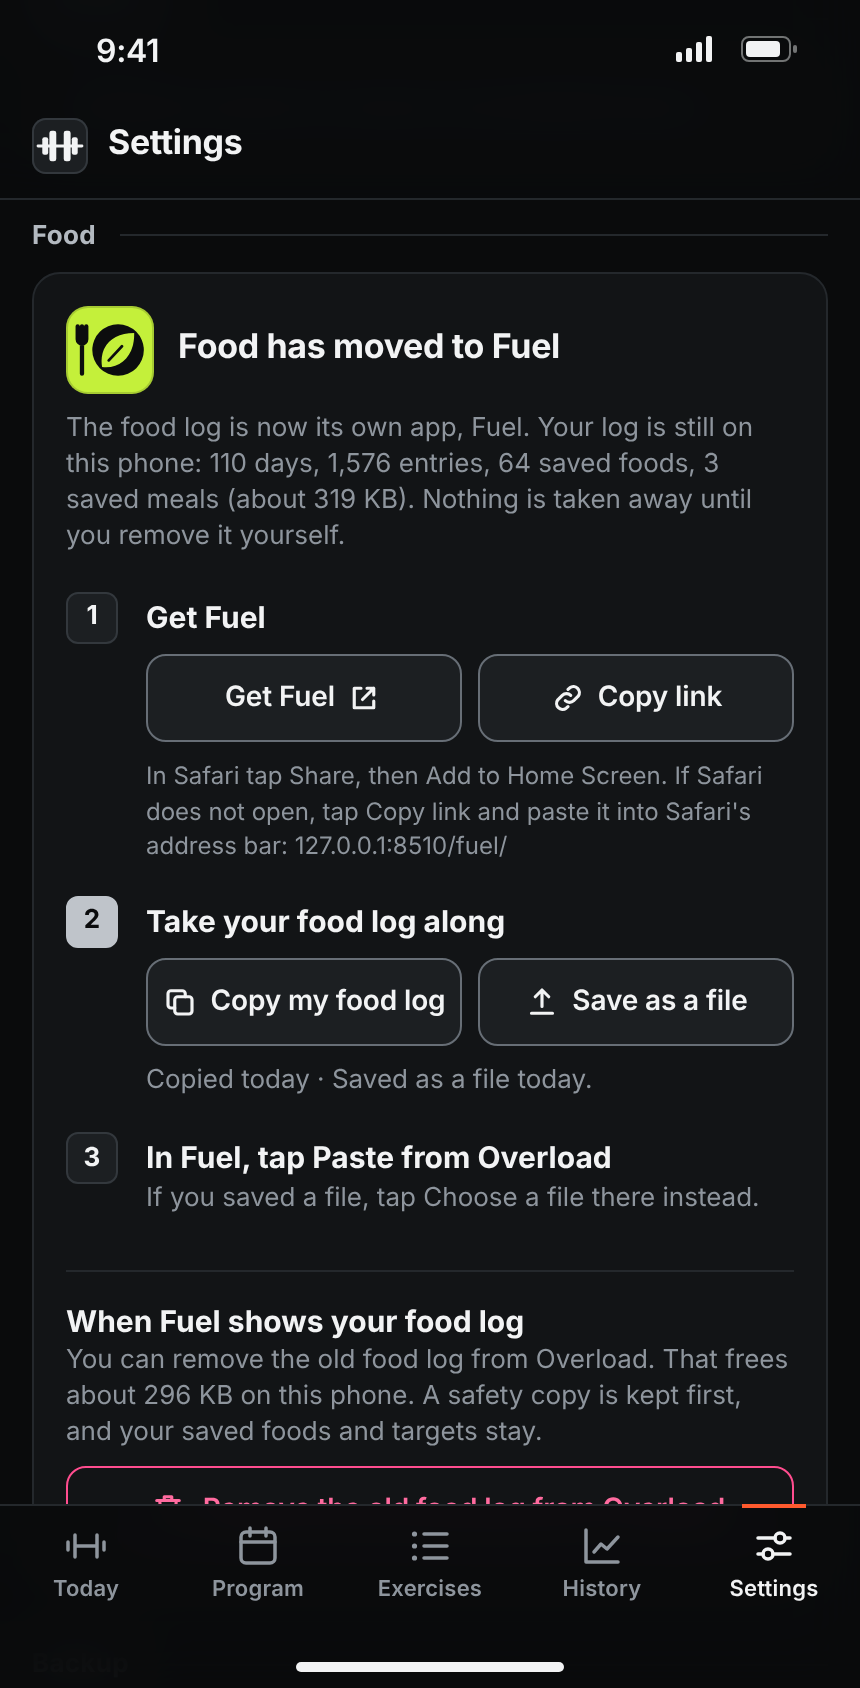 9:41
Settings
Food
Food has moved to Fuel
The food log is now its own app, Fuel. Your log is still on
this phone: 110 days, 1,576 entries, 64 saved foods, 3
saved meals (about 319 KB). Nothing is taken away until
you remove it yourself.
1
Get Fuel
Get Fuel
Copy link
In Safari tap Share, then Add to Home Screen. If Safari
does not open, tap Copy link and paste it into Safari's
address bar: 127.0.0.1:8510/fuel/
2
Take your food log along
Copy my food log
Save as a file
Copied today · Saved as a file today.
3
In Fuel, tap Paste from Overload
If you saved a file, tap Choose a file there instead.
When Fuel shows your food log
You can remove the old food log from Overload. That frees
about 296 KB on this phone. A safety copy is kept first,
and your saved foods and targets stay.
Remove the old food log from Overload
Today
Program
Exercises
History
Settings
Backup